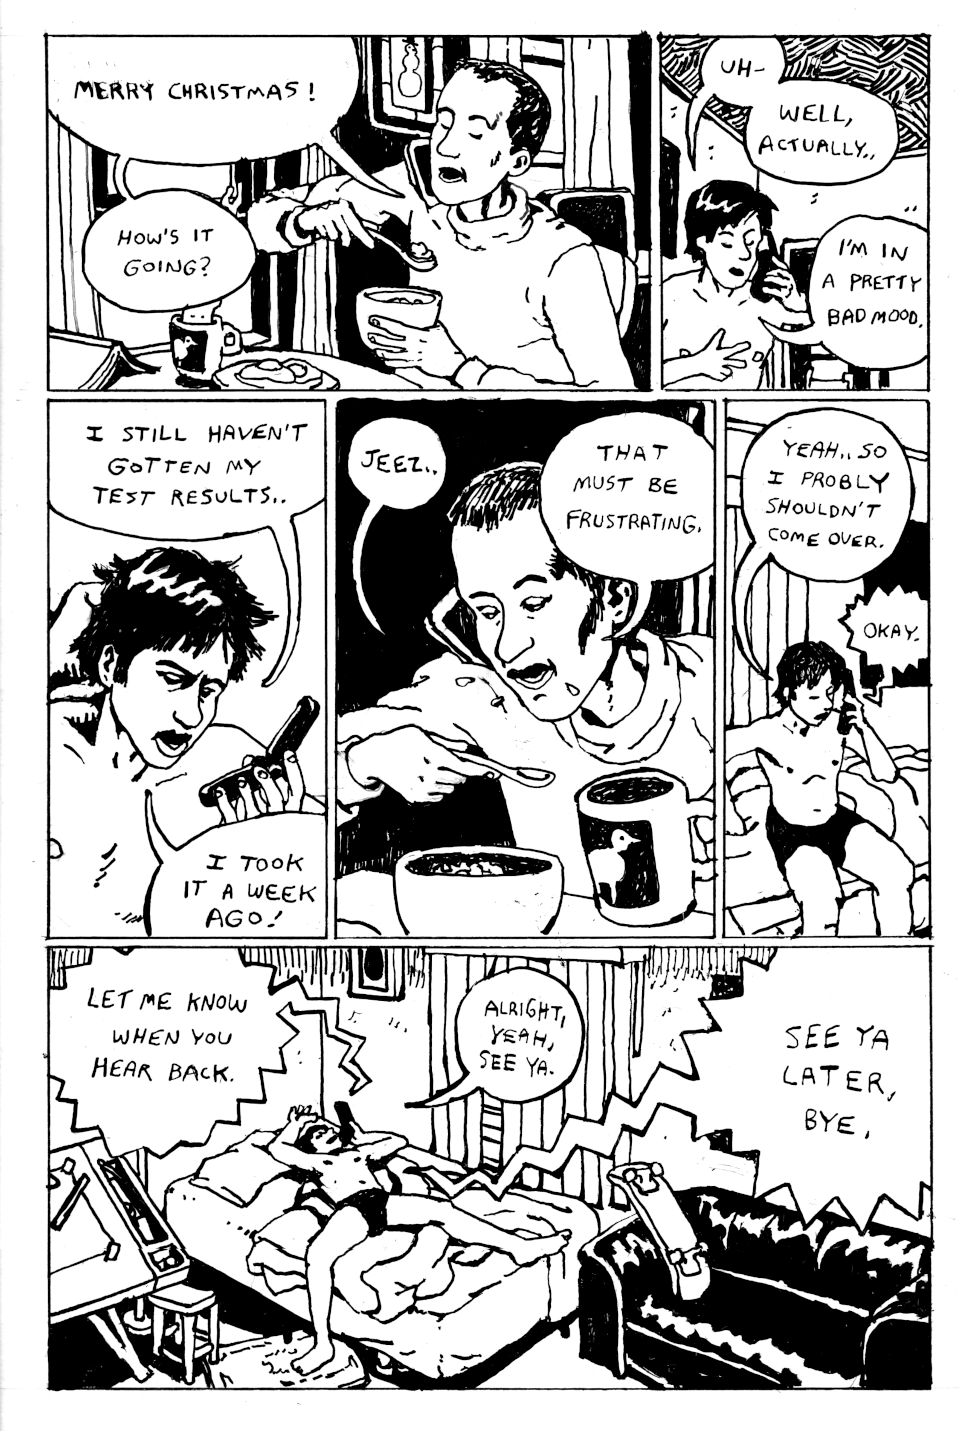 MERRY CHRISTMAS!
HOW'S IT
GOING?
UH-
WELL,
ACTUALLY..
I'M IN
A PRETTY
BAD MOOD.
I STILL HAVEN'T
GOTTEN MY
TEST RESULTS..
I TOOK
IT A WEEK
AGO!
JEEZ..
THAT
MUST BE
FRUSTRATING.
YEAH.. SO
I PROBLY
SHOULDN'T
COME OVER.
OKAY.
LET ME KNOW
WHEN YOU
HEAR BACK.
ALRIGHT,
YEAH,
SEE YA.
SEE YA
LATER,
BYE.